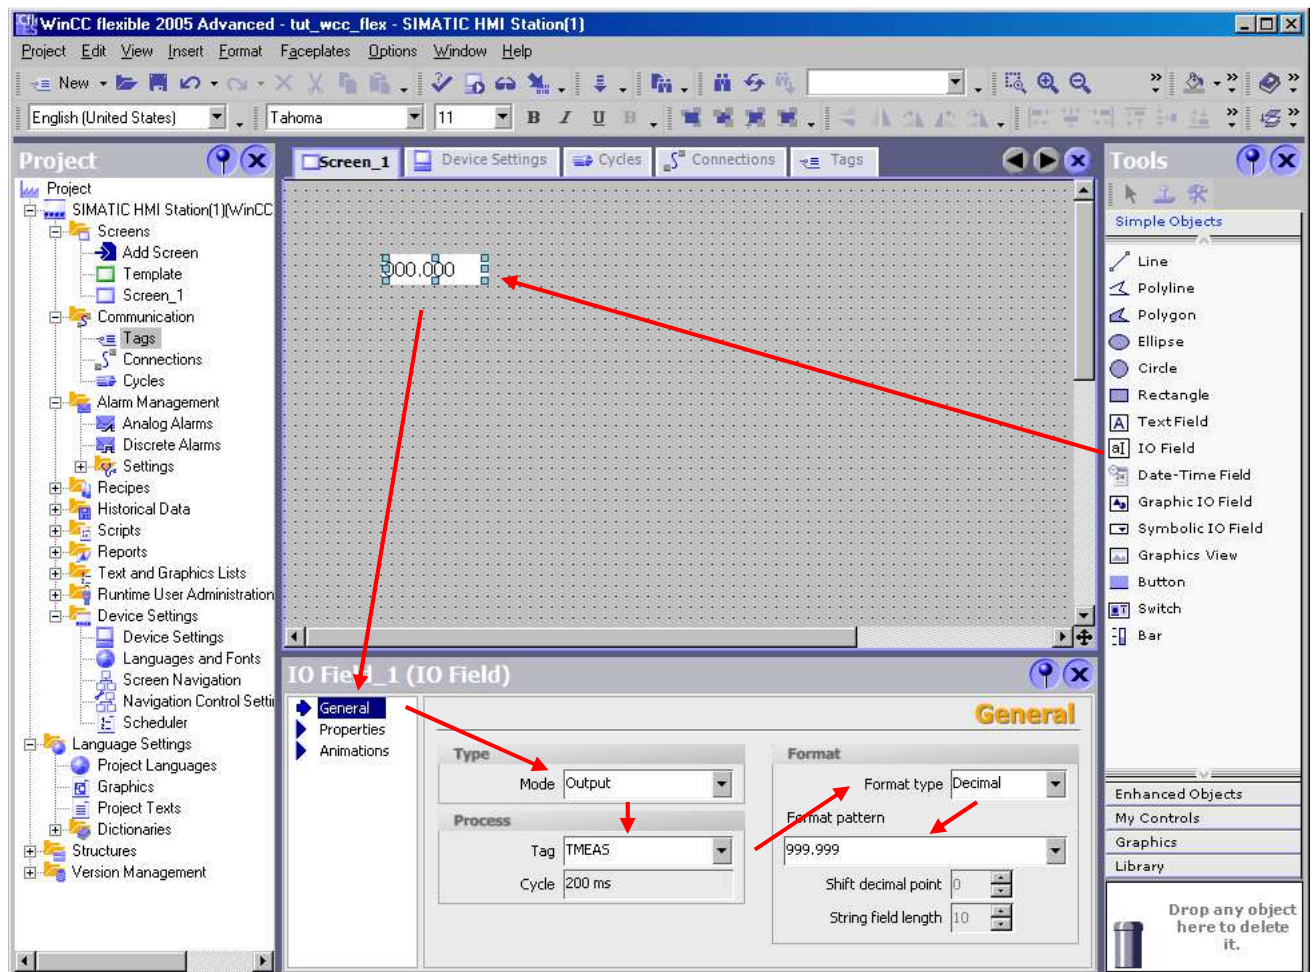 WinCC flexible 2005 Advanced - tut_wcc_flex - SIMATIC HMI Station(1)
Project Edit View Insert Format Faceplates Options Window Help
New
English (United States) Tahoma 11 B I U B
Project
Project
SIMATIC HMI Station(1)(WinCC
Screens
Add Screen
Template
Screen_1
Communication
Tags
Connections
Cycles
Alarm Management
Analog Alarms
Discrete Alarms
Settings
Recipes
Historical Data
Scripts
Reports
Text and Graphics Lists
Runtime User Administration
Device Settings
Device Settings
Languages and Fonts
Screen Navigation
Navigation Control Settin
Scheduler
Language Settings
Project Languages
Graphics
Project Texts
Dictionaries
Structures
Version Management
Screen_1 Device Settings Cycles Connections Tags
000.000
IO Field_1 (IO Field)
General
Properties
Animations
General
Type
Mode Output
Process
Tag TMEAS
Cycle 200 ms
Format
Format type Decimal
Format pattern
999.999
Shift decimal point 0
String field length 10
Tools
Simple Objects
Line
Polyline
Polygon
Ellipse
Circle
Rectangle
A TextField
aI IO Field
Date-Time Field
Graphic IO Field
Symbolic IO Field
Graphics View
Button
Switch
Bar
Enhanced Objects
My Controls
Graphics
Library
Drop any object
here to delete
it.